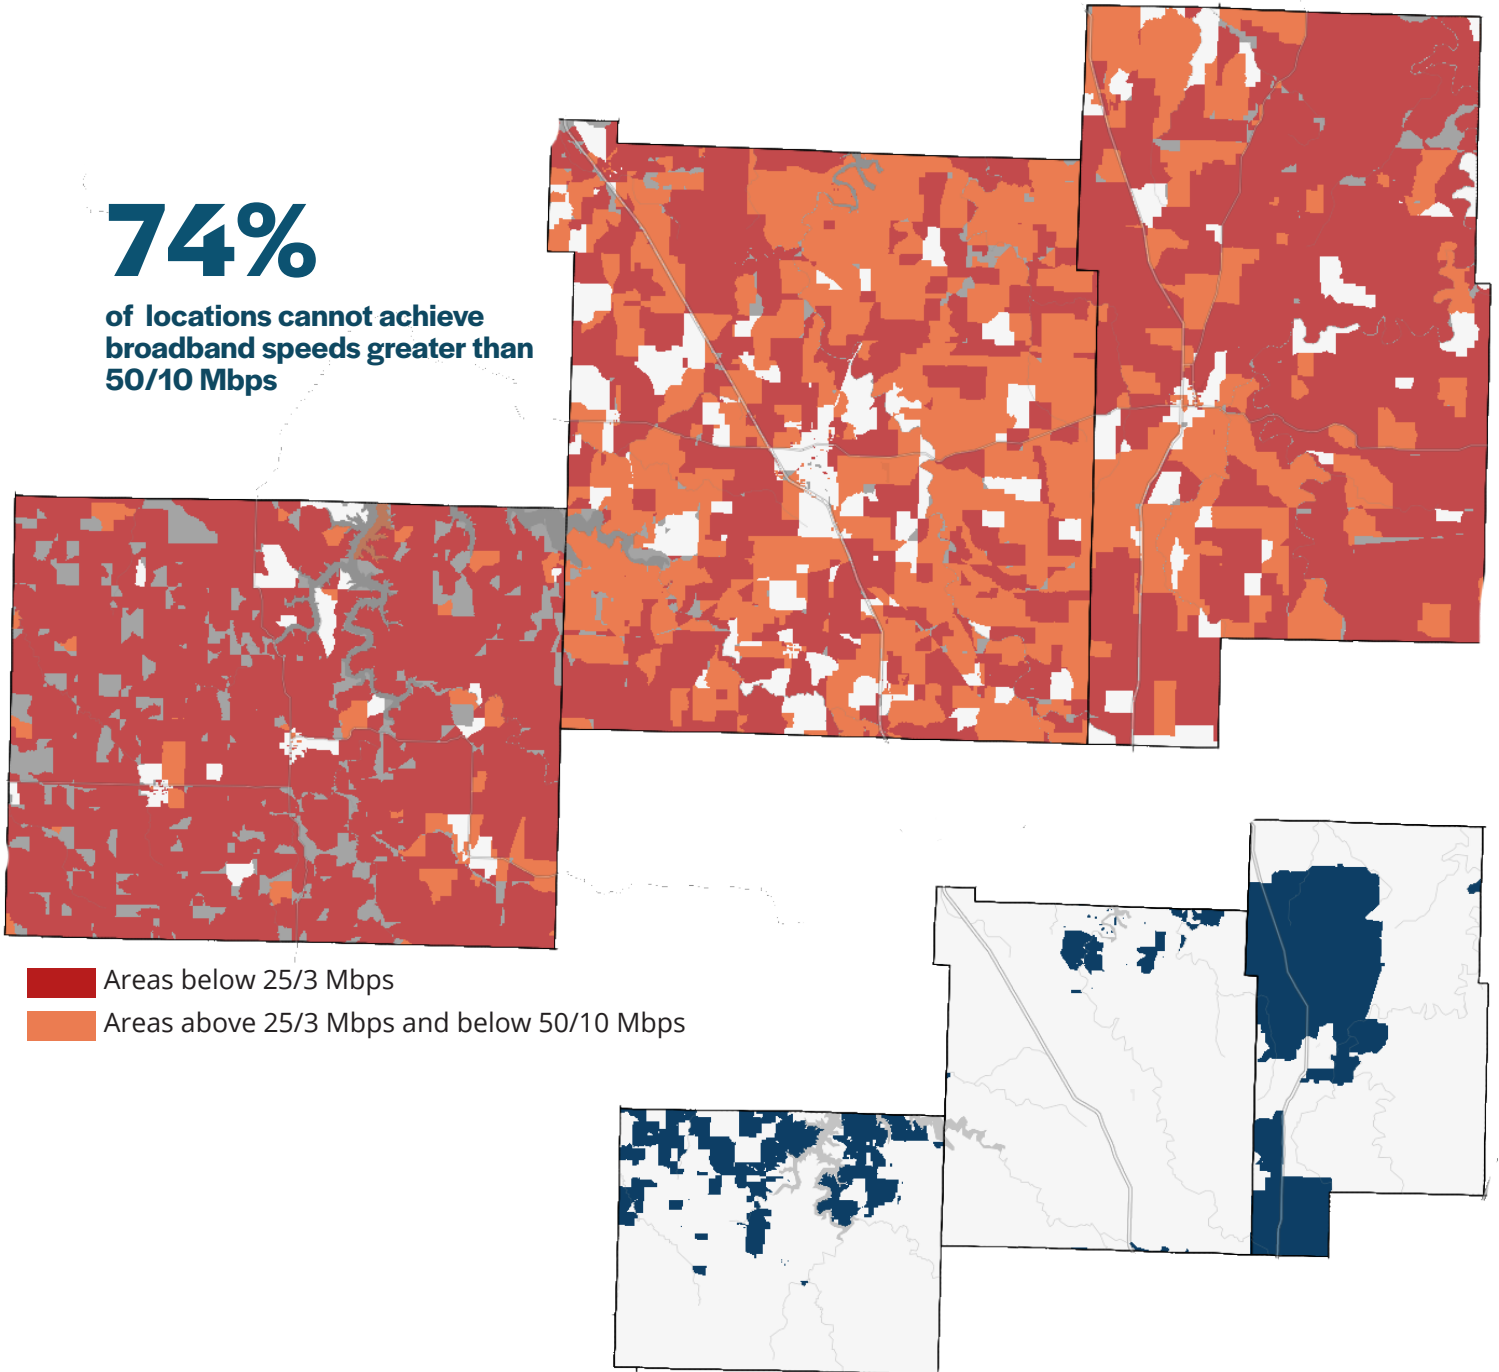 74%
of locations cannot achieve
broadband speeds greater than
50/10 Mbps
Areas below 25/3 Mbps
Areas above 25/3 Mbps and below 50/10 Mbps